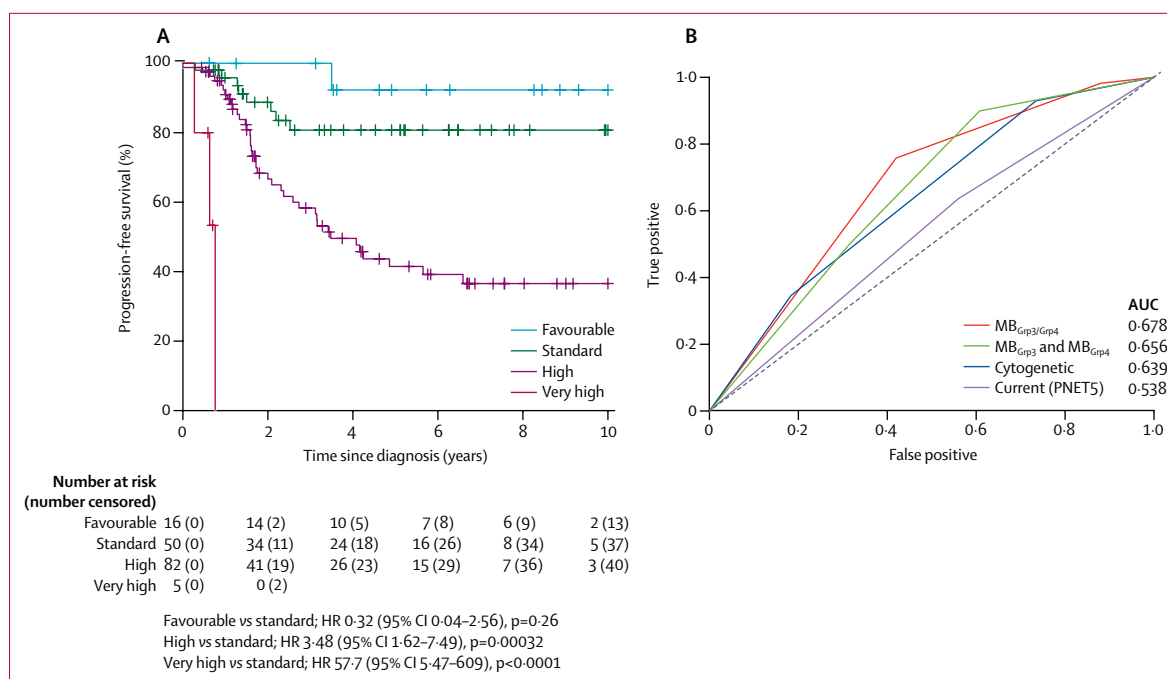 A
100
80
60
40
20
0
Progression-free survival (%)
Favourable
Standard
High
Very high
0 2 4 6 8 10
Time since diagnosis (years)
Number at risk
(number censored)
Favourable 16 (0) 14 (2) 10 (5) 7 (8) 6 (9) 2 (13)
Standard 50 (0) 34 (11) 24 (18) 16 (26) 8 (34) 5 (37)
High 82 (0) 41 (19) 26 (23) 15 (29) 7 (36) 3 (40)
Very high 5 (0) 0 (2)
Favourable vs standard; HR 0·32 (95% CI 0·04–2·56), p=0·26
High vs standard; HR 3·48 (95% CI 1·62–7·49), p=0·00032
Very high vs standard; HR 57·7 (95% CI 5·47–609), p<0·0001
B
1·0
0·8
0·6
0·4
0·2
0
True positive
AUC
MBGrp3/Grp4 0·678
MBGrp3 and MBGrp4 0·656
Cytogenetic 0·639
Current (PNET5) 0·538
0 0·2 0·4 0·6 0·8 1·0
False positive